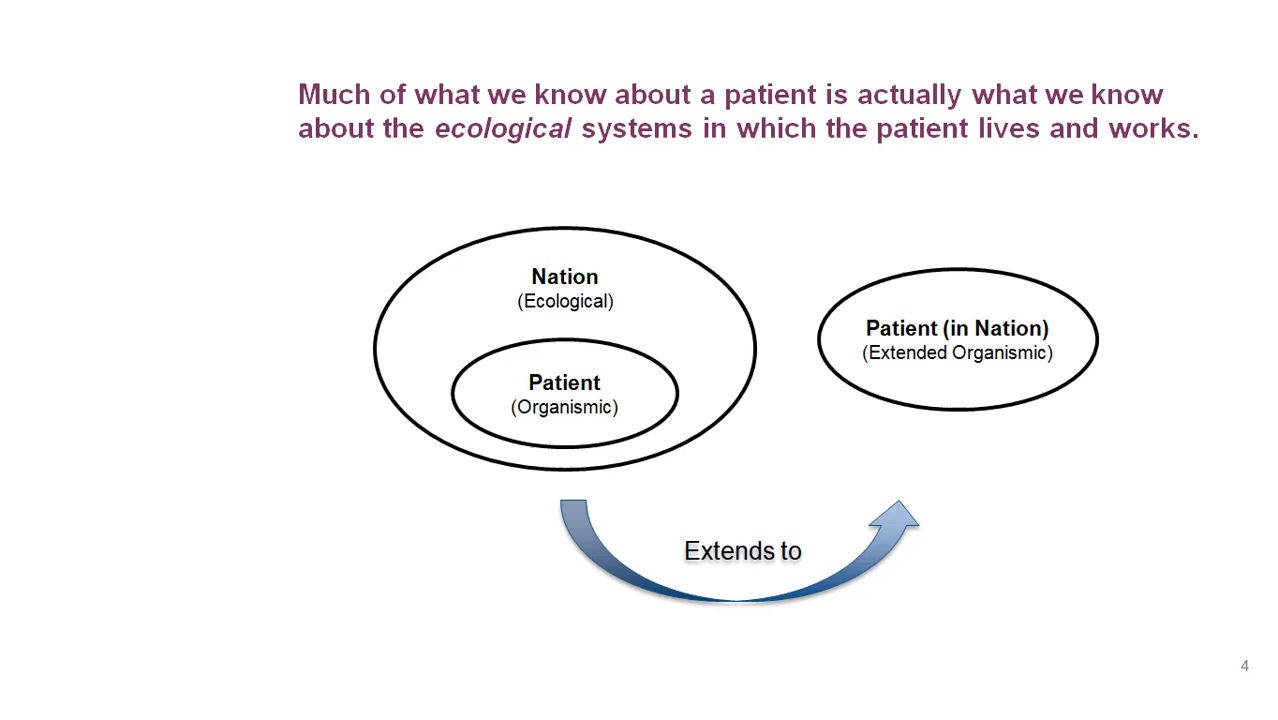 Much of what we know about a patient is actually what we know
about the ecological systems in which the patient lives and works.
Nation
(Ecological)
Patient
(Organismic)
Patient (in Nation)
(Extended Organismic)
Extends to
4